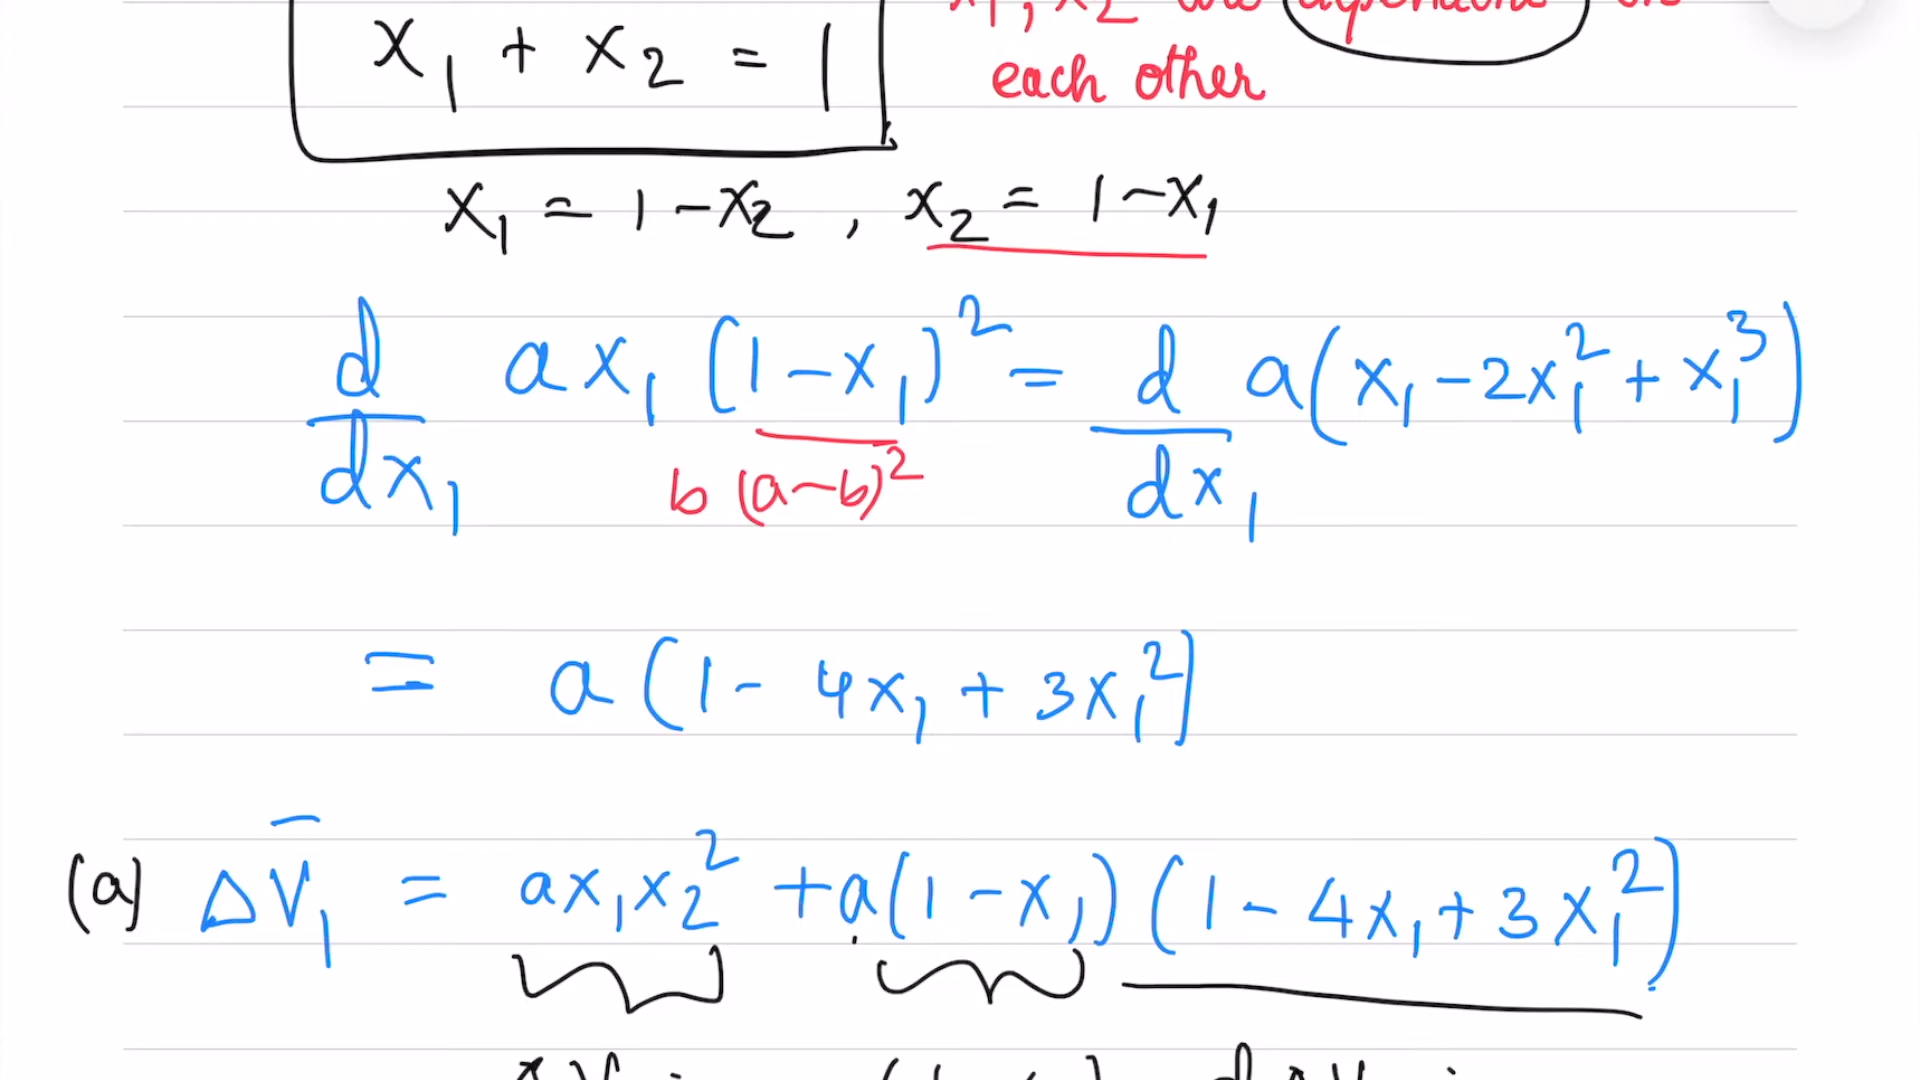 x₁ + x₂ = 1
each other
x₁ = 1 - x₂ , x₂ = 1 - x₁
d/dx₁ ax₁ (1 - x₁)² = d/dx₁ a(x₁ - 2x₁² + x₁³)
b (a - b)²
= a (1 - 4x₁ + 3x₁²)
(a) ΔV̅₁ = ax₁x₂² + a(1 - x₁)(1 - 4x₁ + 3x₁²)